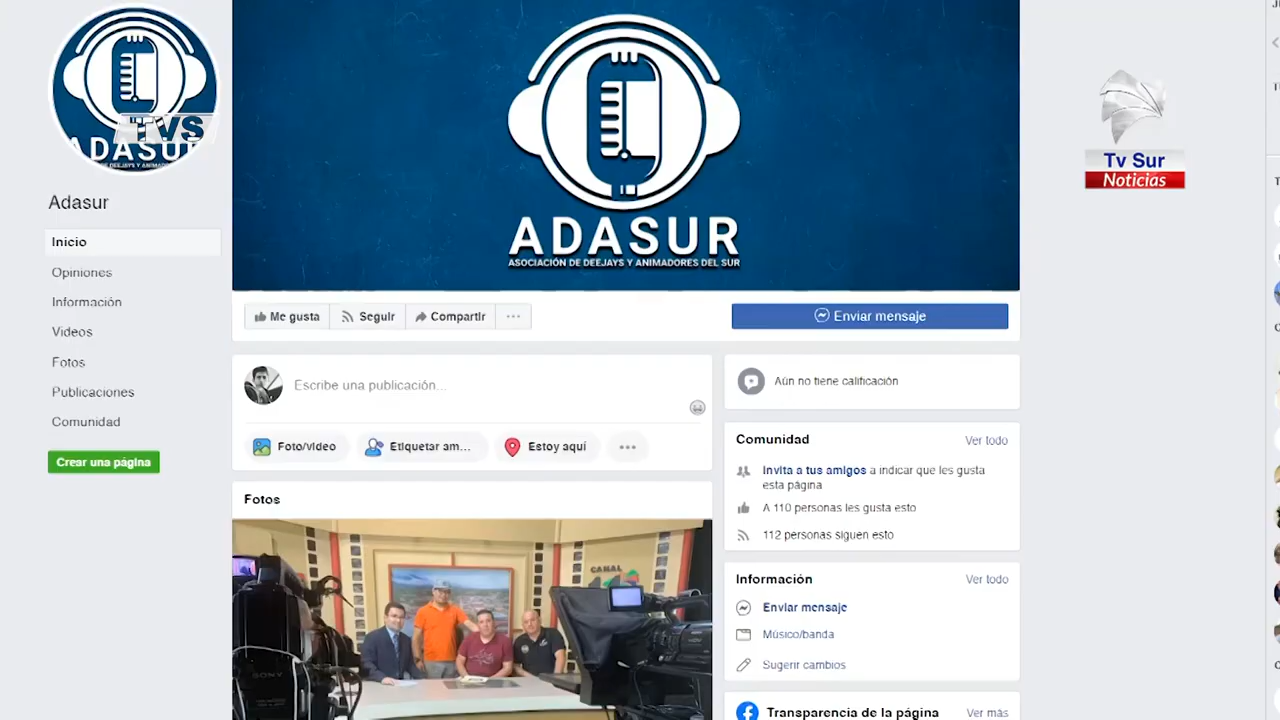 TVS
ADASUR
Adasur
Inicio
Opiniones
Información
Videos
Fotos
Publicaciones
Comunidad
Crear una página
ADASUR
ASOCIACIÓN DE DEEJAYS Y ANIMADORES DEL SUR
Me gusta
Seguir
Compartir
...
Enviar mensaje
Escribe una publicación...
Foto/video
Etiquetar am...
Estoy aquí
...
Fotos
CANAL
SONY
Aún no tiene calificación
Comunidad
Ver todo
Invita a tus amigos a indicar que les gusta
esta página
A 110 personas les gusta esto
112 personas siguen esto
Información
Ver todo
Enviar mensaje
Músico/banda
Sugerir cambios
Transparencia de la página
Ver más
Tv Sur
Noticias